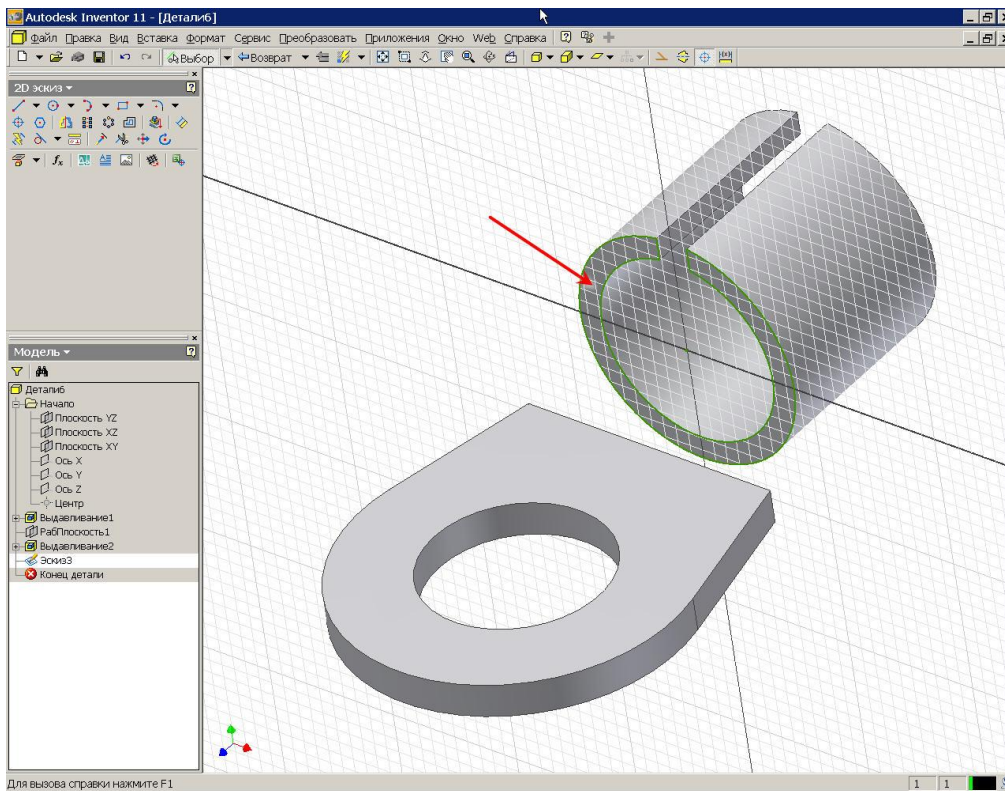 Autodesk Inventor 11 - [Деталь6]
Файл Правка Вид Вставка Формат Сервис Преобразовать Приложения Окно Web Справка
Выбор Возврат
2D эскиз
fx
Модель
Деталь6
Начало
Плоскость YZ
Плоскость XZ
Плоскость XY
Ось X
Ось Y
Ось Z
Центр
Выдавливание1
РабПлоскость1
Выдавливание2
Эскиз3
Конец детали
Для вызова справки нажмите F1
1 1